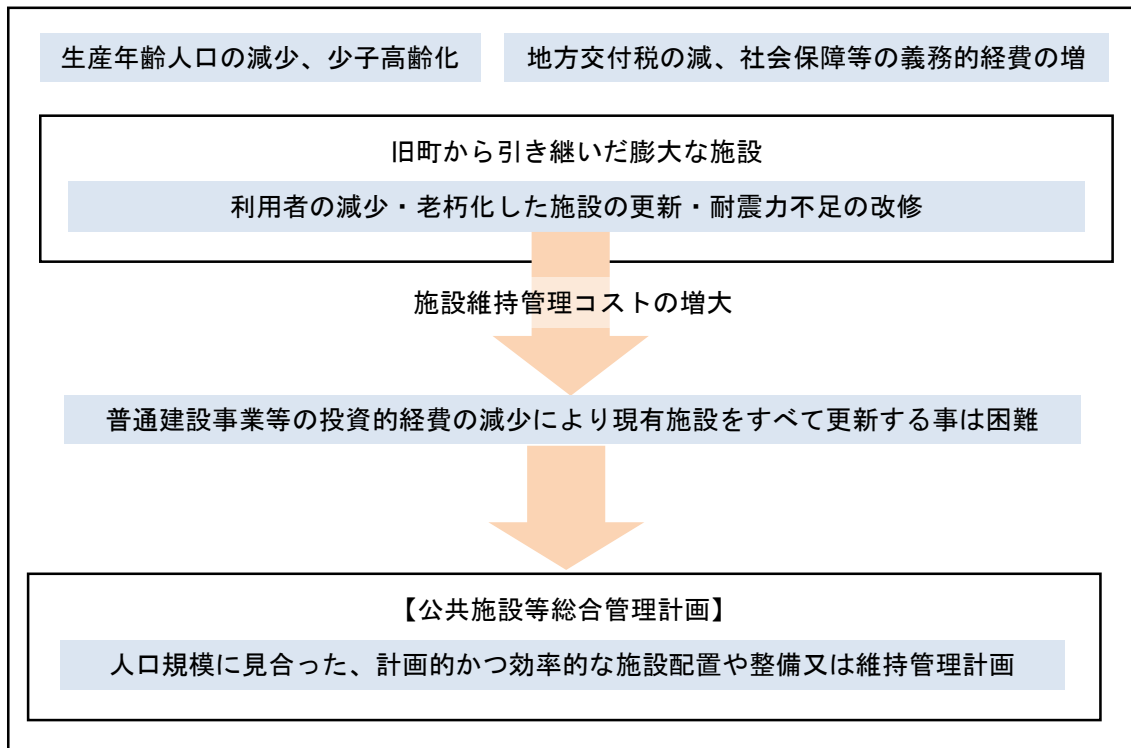 生産年齢人口の減少、少子高齢化
地方交付税の減、社会保障等の義務的経費の増
旧町から引き継いだ膨大な施設
利用者の減少・老朽化した施設の更新・耐震力不足の改修
施設維持管理コストの増大
普通建設事業等の投資的経費の減少により現有施設をすべて更新する事は困難
【公共施設等総合管理計画】
人口規模に見合った、計画的かつ効率的な施設配置や整備又は維持管理計画